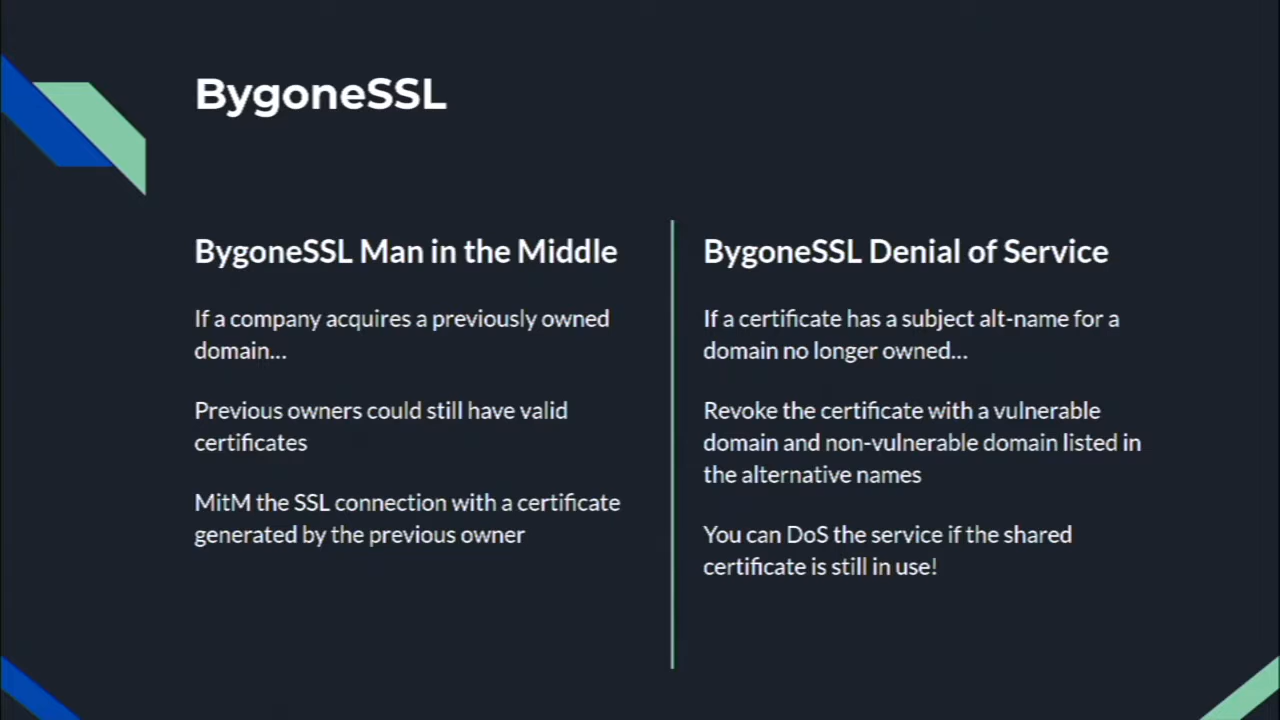 BygoneSSL
BygoneSSL Man in the Middle
If a company acquires a previously owned
domain...
Previous owners could still have valid
certificates
MitM the SSL connection with a certificate
generated by the previous owner
BygoneSSL Denial of Service
If a certificate has a subject alt-name for a
domain no longer owned...
Revoke the certificate with a vulnerable
domain and non-vulnerable domain listed in
the alternative names
You can DoS the service if the shared
certificate is still in use!